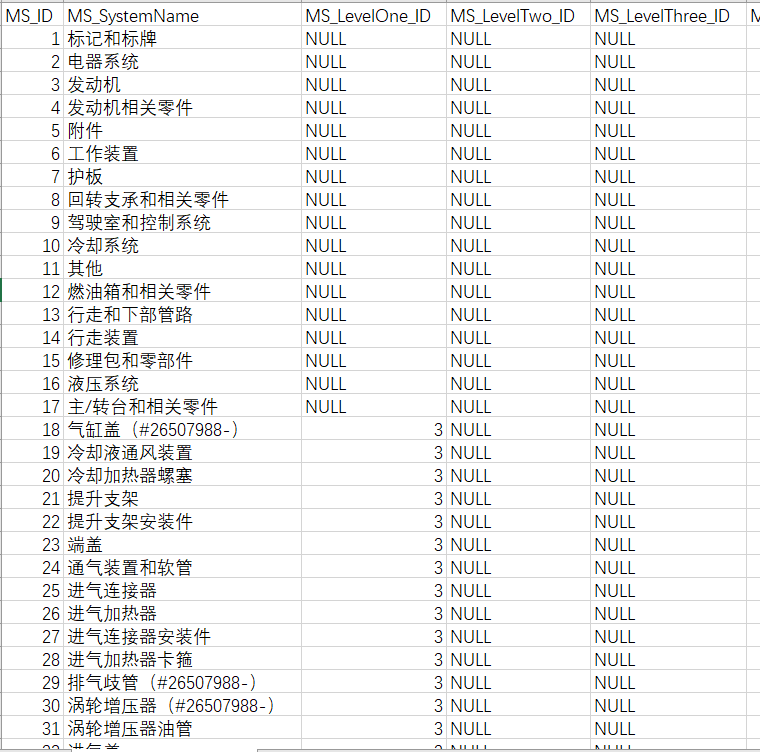 MS_ID MS_SystemName MS_LevelOne_ID MS_LevelTwo_ID MS_LevelThree_ID
1 标记和标牌 NULL NULL NULL
2 电器系统 NULL NULL NULL
3 发动机 NULL NULL NULL
4 发动机相关零件 NULL NULL NULL
5 附件 NULL NULL NULL
6 工作装置 NULL NULL NULL
7 护板 NULL NULL NULL
8 回转支承和相关零件 NULL NULL NULL
9 驾驶室和控制系统 NULL NULL NULL
10 冷却系统 NULL NULL NULL
11 其他 NULL NULL NULL
12 燃油箱和相关零件 NULL NULL NULL
13 行走和下部管路 NULL NULL NULL
14 行走装置 NULL NULL NULL
15 修理包和零部件 NULL NULL NULL
16 液压系统 NULL NULL NULL
17 主/转台和相关零件 NULL NULL NULL
18 气缸盖（#26507988-） 3 NULL NULL
19 冷却液通风装置 3 NULL NULL
20 冷却加热器螺塞 3 NULL NULL
21 提升支架 3 NULL NULL
22 提升支架安装件 3 NULL NULL
23 端盖 3 NULL NULL
24 通气装置和软管 3 NULL NULL
25 进气连接器 3 NULL NULL
26 进气加热器 3 NULL NULL
27 进气连接器安装件 3 NULL NULL
28 进气加热器卡箍 3 NULL NULL
29 排气歧管（#26507988-） 3 NULL NULL
30 涡轮增压器（#26507988-） 3 NULL NULL
31 涡轮增压器油管 3 NULL NULL